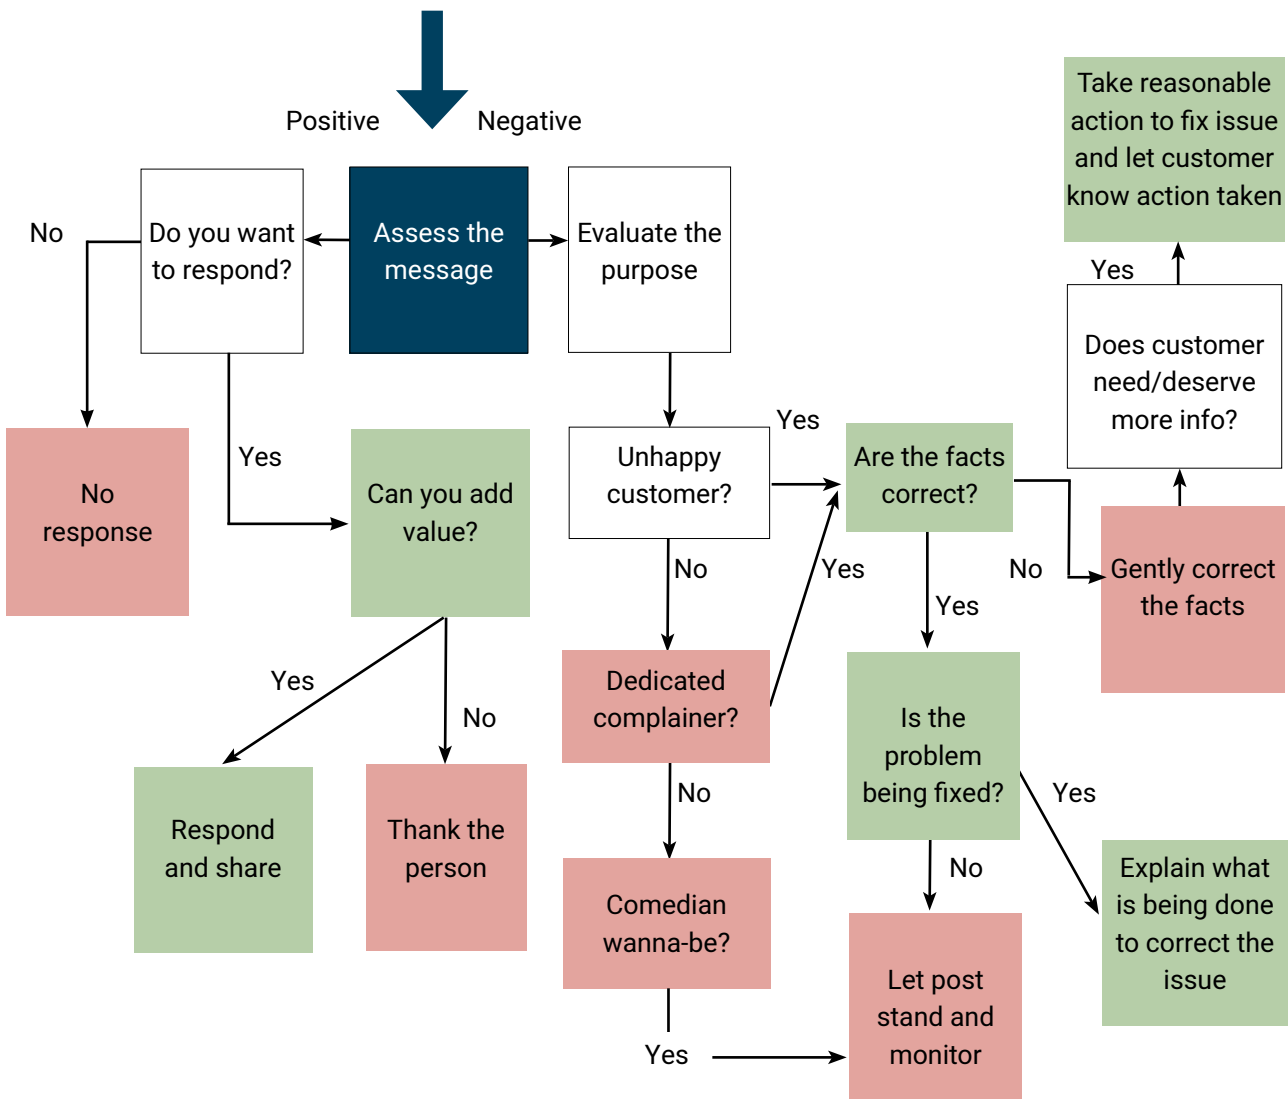 Positive
Negative
Take reasonable
action to fix issue
and let customer
know action taken
No
Do you want
to respond?
Assess the
message
Evaluate the
purpose
Yes
Does customer
need/deserve
more info?
No
response
Yes
Can you add
value?
Unhappy
customer?
Yes
Are the facts
correct?
No
Yes
No
Gently correct
the facts
Yes
Yes
No
Dedicated
complainer?
Is the
problem
being fixed?
No
Yes
Respond
and share
Thank the
person
Comedian
wanna-be?
No
Explain what
is being done
to correct the
issue
Let post
stand and
monitor
Yes